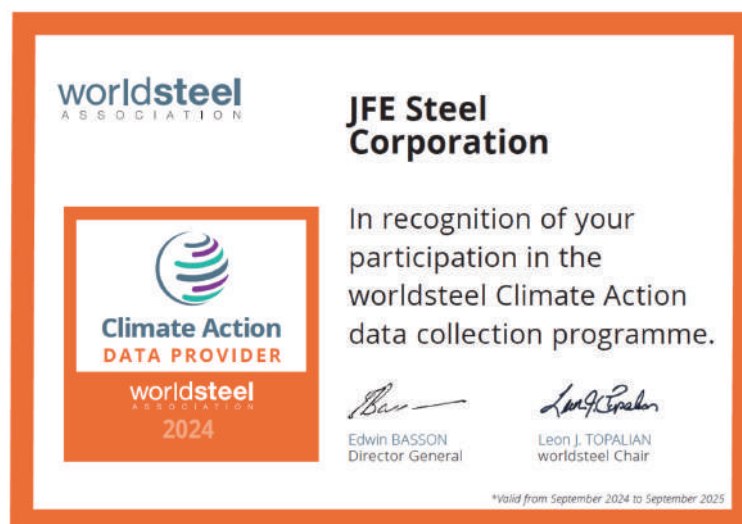 worldsteel
ASSOCIATION
JFE Steel
Corporation
In recognition of your
participation in the
worldsteel Climate Action
data collection programme.
Climate Action
DATA PROVIDER
worldsteel
ASSOCIATION
2024
Edwin BASSON
Director General
Leon J. TOPALIAN
worldsteel Chair
*Valid from September 2024 to September 2025